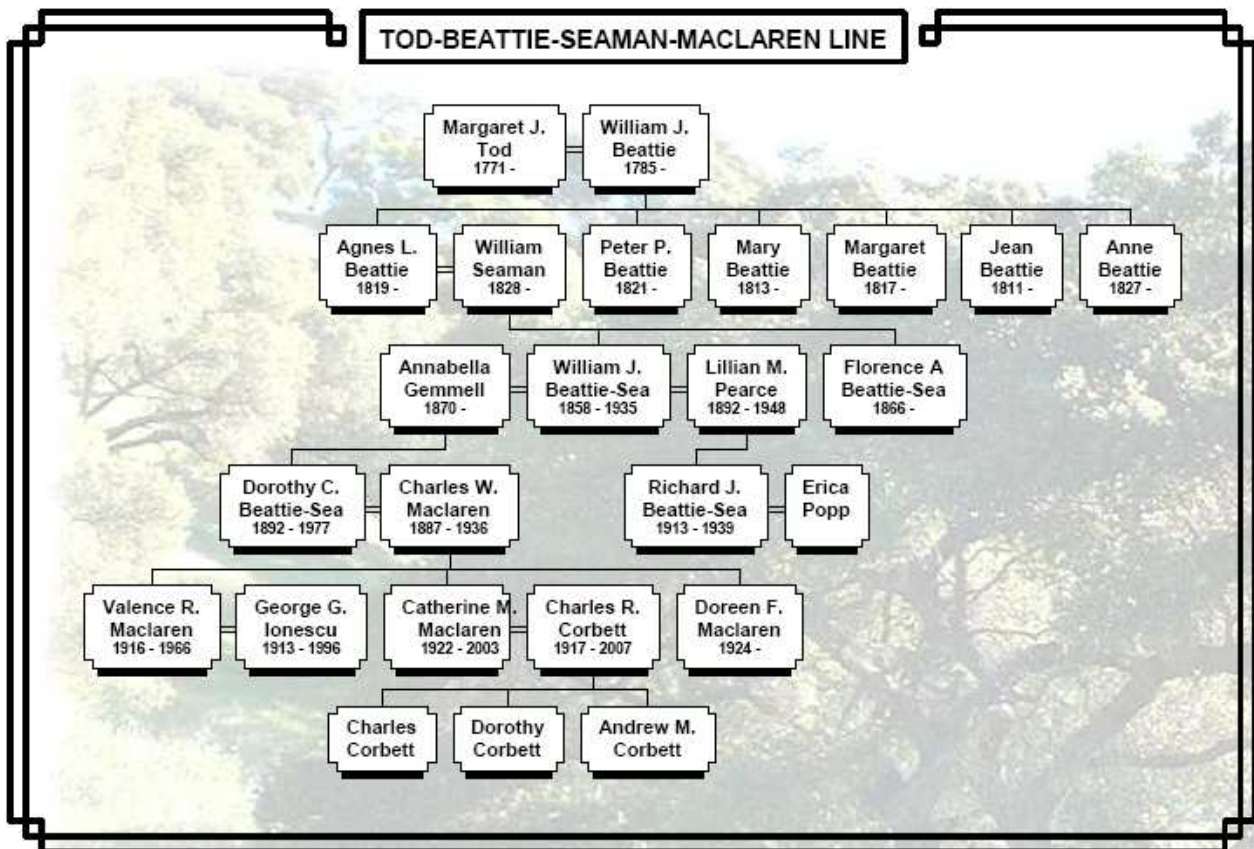 TOD-BEATTIE-SEAMAN-MACLAREN LINE
Margaret J.
Tod
1771 -
William J.
Beattie
1785 -
Agnes L.
Beattie
1819 -
William
Seaman
1828 -
Peter P.
Beattie
1821 -
Mary
Beattie
1813 -
Margaret
Beattie
1817 -
Jean
Beattie
1811 -
Anne
Beattie
1827 -
Annabella
Gemmell
1870 -
William J.
Beattie-Sea
1858 - 1935
Lillian M.
Pearce
1892 - 1948
Florence A
Beattie-Sea
1866 -
Dorothy C.
Beattie-Sea
1892 - 1977
Charles W.
Maclaren
1887 - 1936
Richard J.
Beattie-Sea
1913 - 1939
Erica
Popp
Valence R.
Maclaren
1916 - 1966
George G.
Ionescu
1913 - 1996
Catherine M.
Maclaren
1922 - 2003
Charles R.
Corbett
1917 - 2007
Doreen F.
Maclaren
1924 -
Charles
Corbett
Dorothy
Corbett
Andrew M.
Corbett